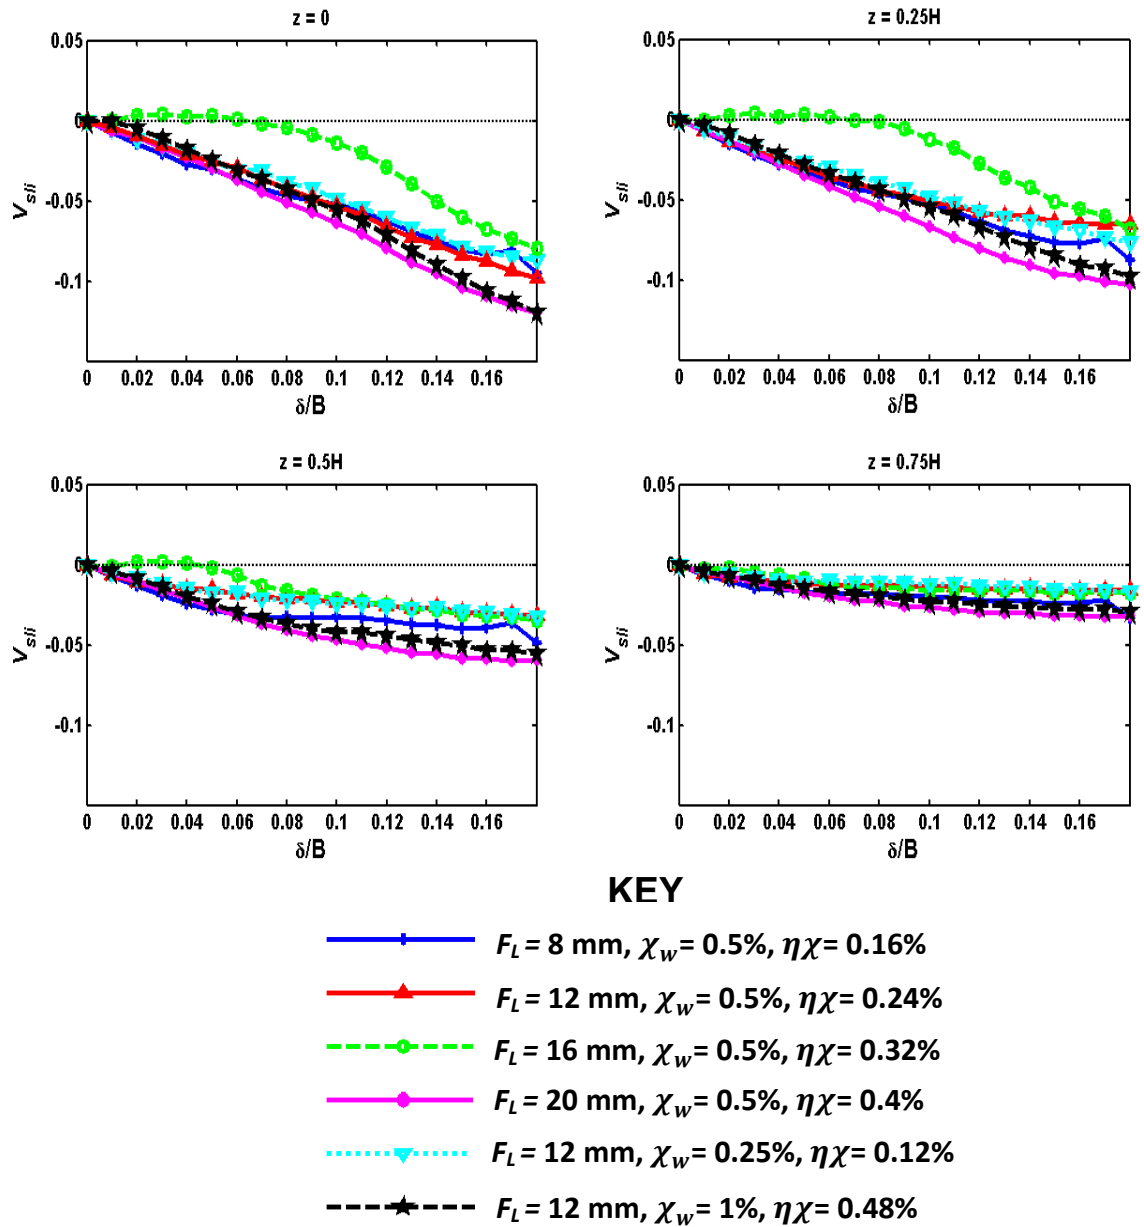 z = 0
0.05
0
-0.05
-0.1
V_sli
0 0.02 0.04 0.06 0.08 0.1 0.12 0.14 0.16
δ/B
z = 0.25H
0.05
0
-0.05
-0.1
V_sli
0 0.02 0.04 0.06 0.08 0.1 0.12 0.14 0.16
δ/B
z = 0.5H
0.05
0
-0.05
-0.1
V_sli
0 0.02 0.04 0.06 0.08 0.1 0.12 0.14 0.16
δ/B
z = 0.75H
0.05
0
-0.05
-0.1
V_sli
0 0.02 0.04 0.06 0.08 0.1 0.12 0.14 0.16
δ/B
KEY
F_L = 8 mm, χ_w= 0.5%, ηχ= 0.16%
F_L = 12 mm, χ_w= 0.5%, ηχ= 0.24%
F_L = 16 mm, χ_w= 0.5%, ηχ= 0.32%
F_L = 20 mm, χ_w= 0.5%, ηχ= 0.4%
F_L = 12 mm, χ_w= 0.25%, ηχ= 0.12%
F_L = 12 mm, χ_w= 1%, ηχ= 0.48%